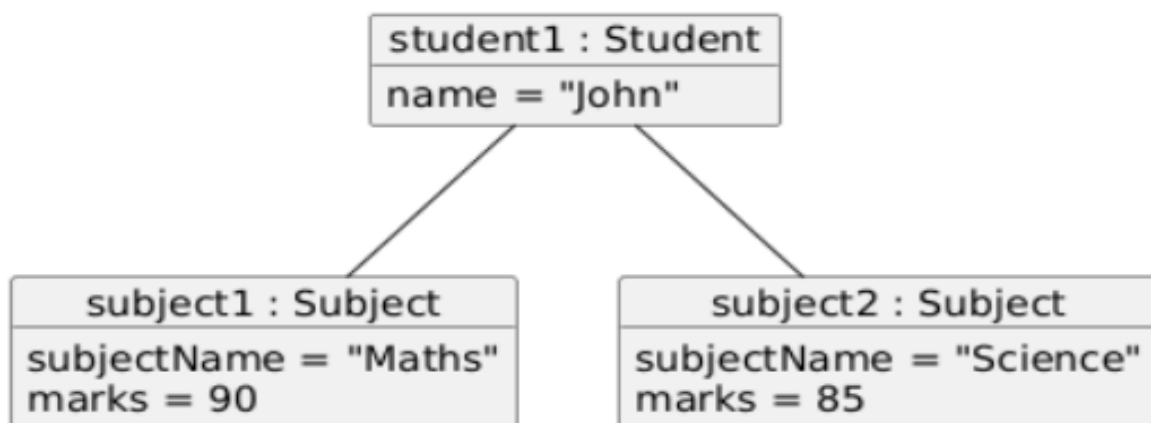 student1 : Student
name = "John"
subject1 : Subject
subjectName = "Maths"
marks = 90
subject2 : Subject
subjectName = "Science"
marks = 85